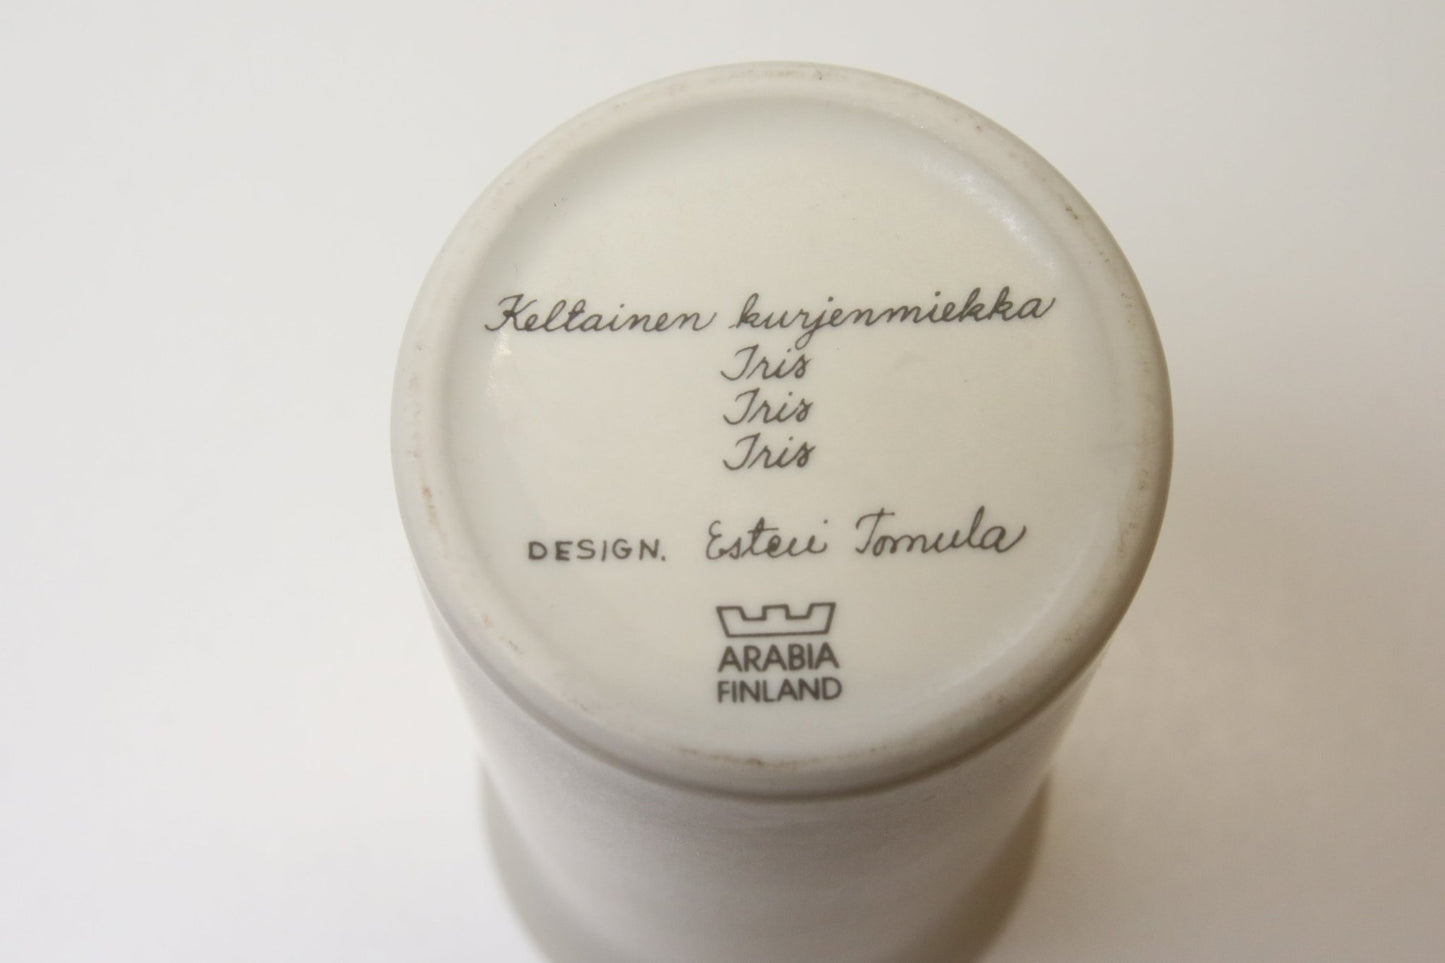 Keltainen kurjenmiekka
Iris
Iris
Iris
DESIGN. Esteri Tomula
ARABIA
FINLAND